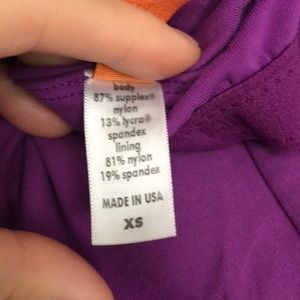 body
87% supplex®
nylon
13% lycra®
spandex
lining
81% nylon
19% spandex
MADE IN USA
XS